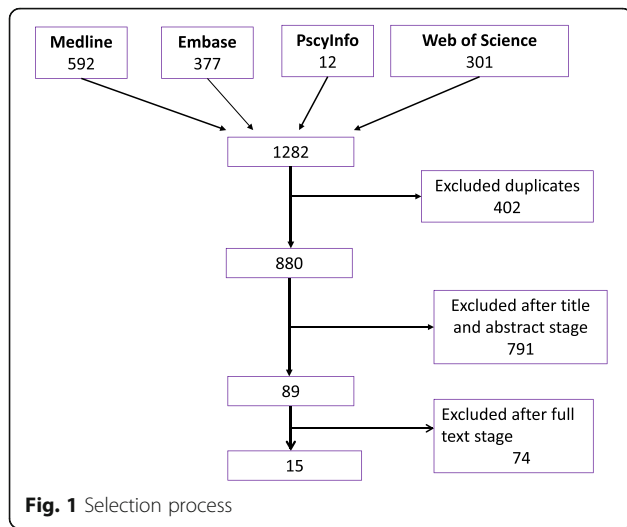 Medline
592
Embase
377
PscyInfo
12
Web of Science
301
1282
Excluded duplicates
402
880
Excluded after title
and abstract stage
791
89
Excluded after full
text stage
74
15
Fig. 1 Selection process